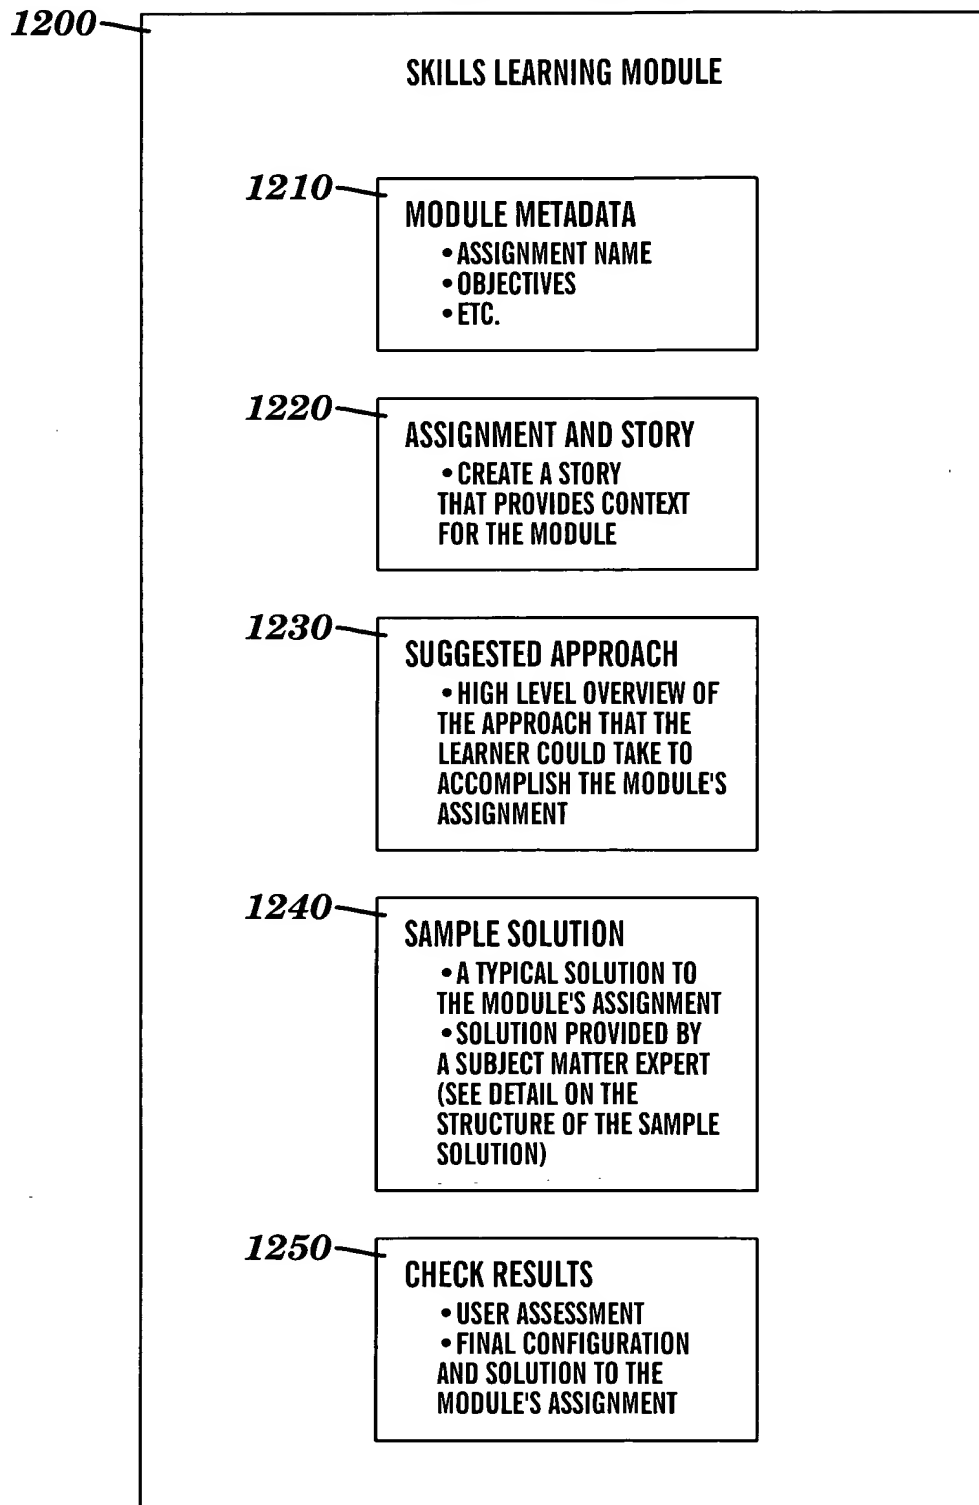 1200
SKILLS LEARNING MODULE
1210
MODULE METADATA
• ASSIGNMENT NAME
• OBJECTIVES
• ETC.
1220
ASSIGNMENT AND STORY
• CREATE A STORY
THAT PROVIDES CONTEXT
FOR THE MODULE
1230
SUGGESTED APPROACH
• HIGH LEVEL OVERVIEW OF
THE APPROACH THAT THE
LEARNER COULD TAKE TO
ACCOMPLISH THE MODULE'S
ASSIGNMENT
1240
SAMPLE SOLUTION
• A TYPICAL SOLUTION TO
THE MODULE'S ASSIGNMENT
• SOLUTION PROVIDED BY
A SUBJECT MATTER EXPERT
(SEE DETAIL ON THE
STRUCTURE OF THE SAMPLE
SOLUTION)
1250
CHECK RESULTS
• USER ASSESSMENT
• FINAL CONFIGURATION
AND SOLUTION TO THE
MODULE'S ASSIGNMENT